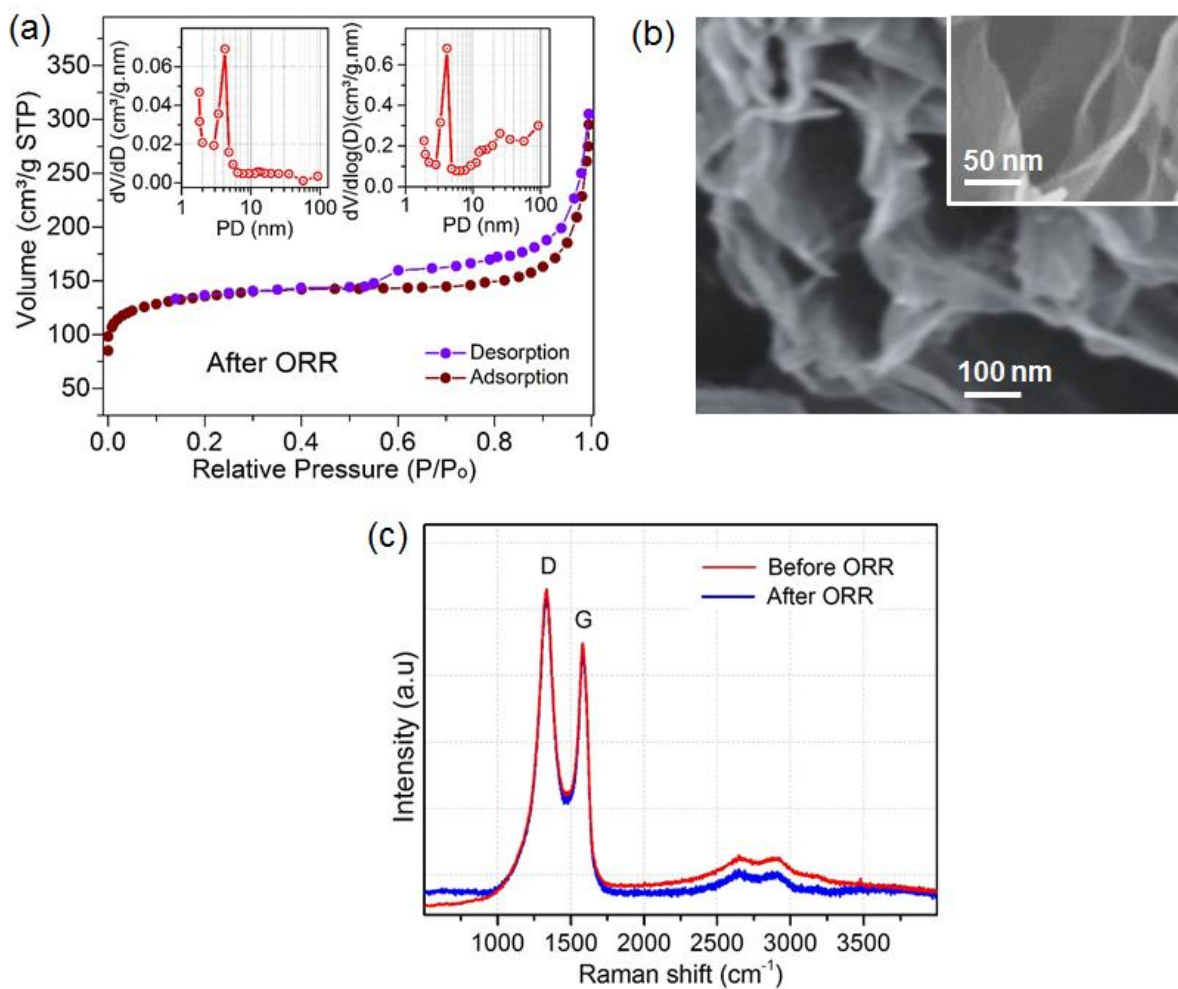 (a)
Volume (cm³/g STP)
350
300
250
200
150
100
50
0.0 0.2 0.4 0.6 0.8 1.0
Relative Pressure (P/Po)
After ORR
Desorption
Adsorption
dV/dD (cm³/g.nm)
0.06
0.04
0.02
0.00
1 10 100
PD (nm)
dV/dlog(D)(cm³/g.nm)
0.6
0.4
0.2
0.0
1 10 100
PD (nm)
(b)
50 nm
100 nm
(c)
Intensity (a.u)
D
G
Before ORR
After ORR
1000 1500 2000 2500 3000 3500
Raman shift (cm⁻¹)